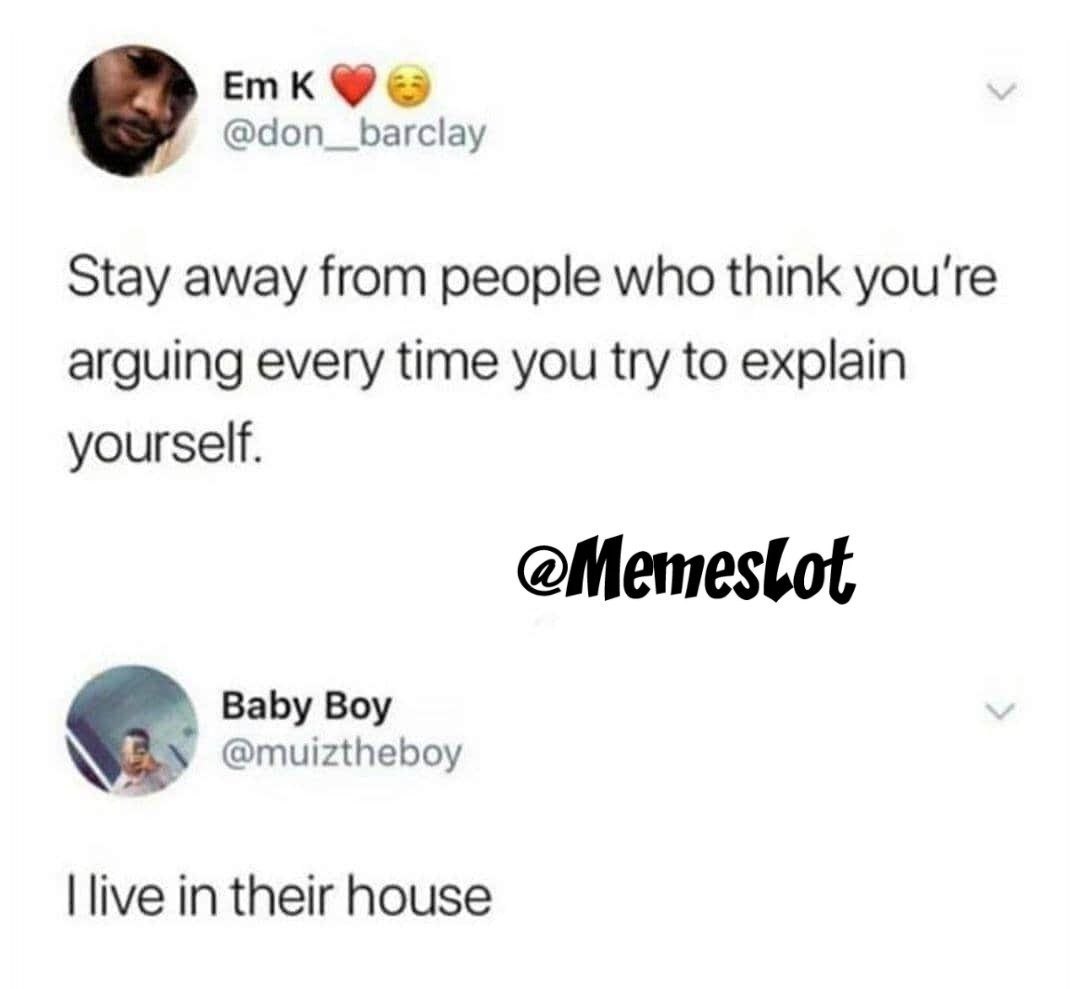 Em K ❤️☺️
@don__barclay
Stay away from people who think you're
arguing every time you try to explain
yourself.
@MemesLot
Baby Boy
@muiztheboy
I live in their house